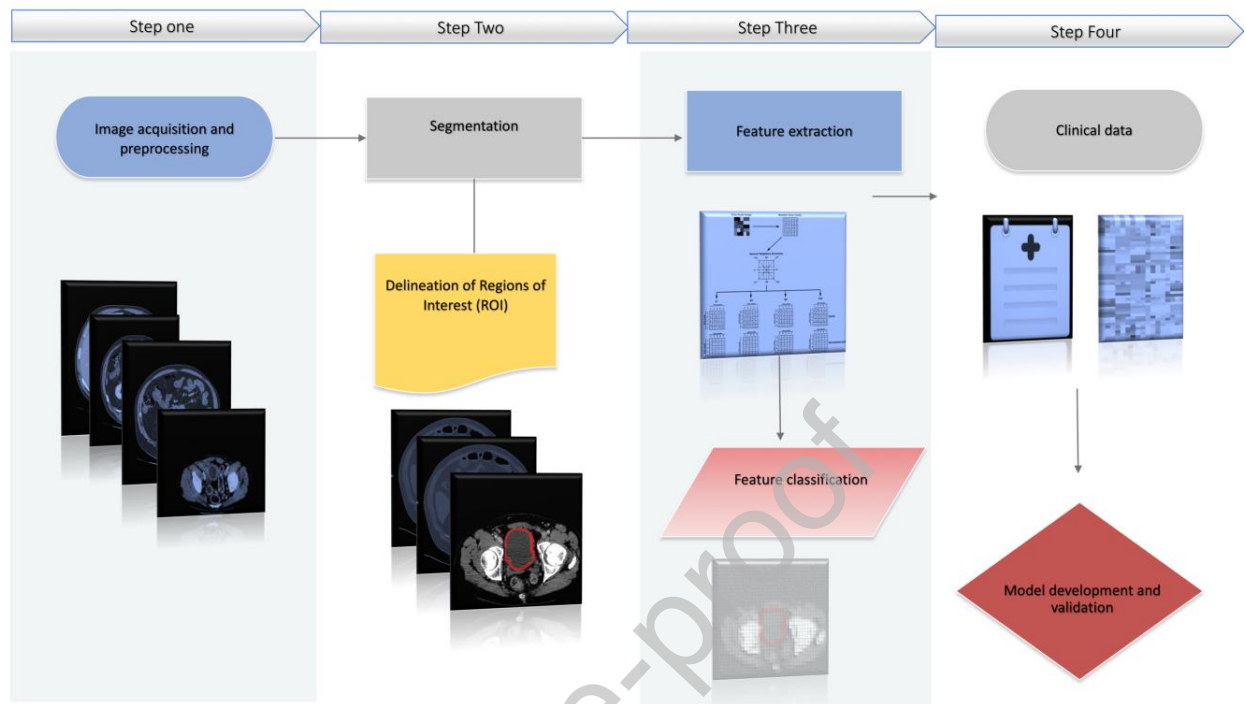 Step one
Step Two
Step Three
Step Four
Image acquisition and
preprocessing
Segmentation
Feature extraction
Clinical data
Delineation of Regions of
Interest (ROI)
Feature classification
Model development and
validation
e-proof